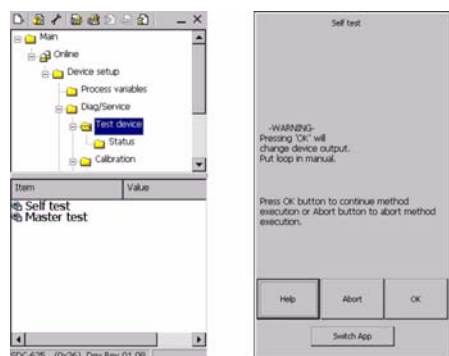 Main
Online
Device setup
Process variables
Diag/Service
Test device
Status
Calibration
Item Value
Self test
Master test
Self test
-WARNING-
Pressing 'OK' will
change device
output.
Put loop in manual.
Press OK button to continue method
execution or Abort button to abort method
execution.
Help Abort OK
Switch App